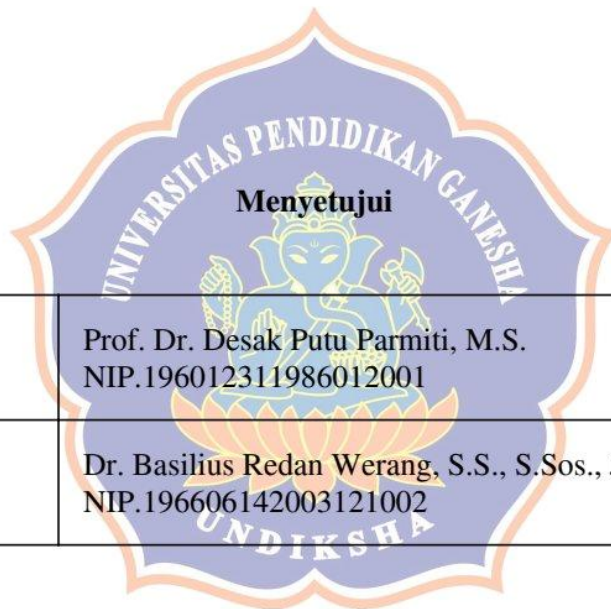 UNIVERSITAS PENDIDIKAN GANESHA
Menyetujui
Prof. Dr. Desak Putu Parmiti, M.S.
NIP.196012311986012001
Dr. Basilius Redan Werang, S.S., S.Sos.,
NIP.196606142003121002
UNDIKSHA